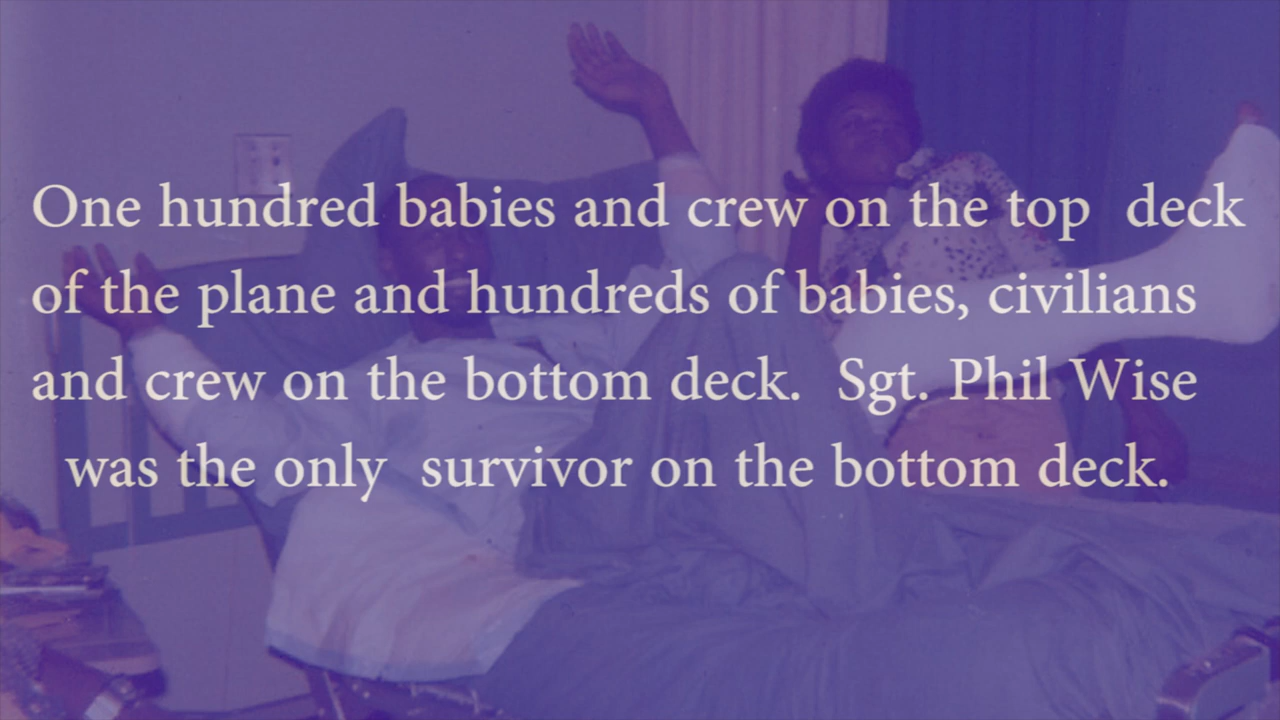 One hundred babies and crew on the top deck
of the plane and hundreds of babies, civilians
and crew on the bottom deck. Sgt. Phil Wise
was the only survivor on the bottom deck.